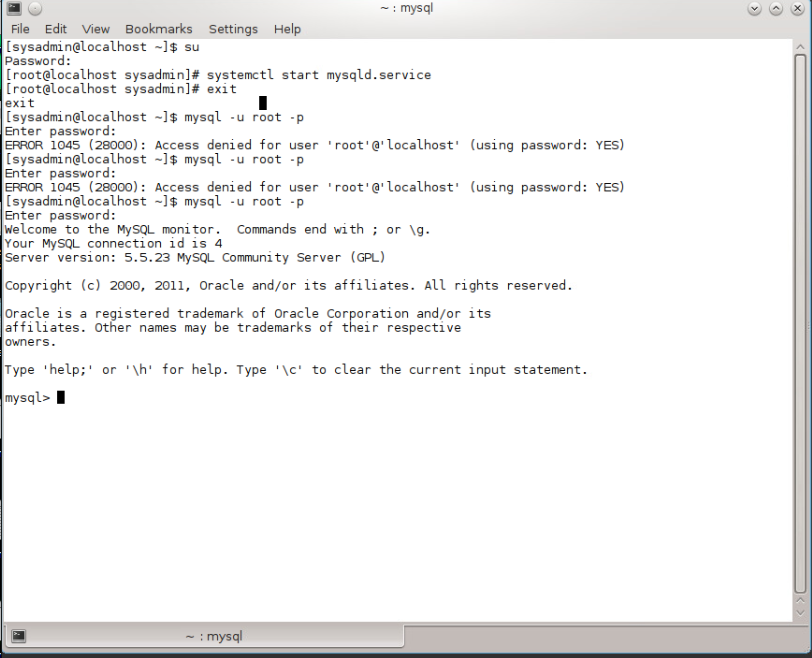 ~ : mysql
File Edit View Bookmarks Settings Help
[sysadmin@localhost ~]$ su
Password:
[root@localhost sysadmin]# systemctl start mysqld.service
[root@localhost sysadmin]# exit
exit
[sysadmin@localhost ~]$ mysql -u root -p
Enter password:
ERROR 1045 (28000): Access denied for user 'root'@'localhost' (using password: YES)
[sysadmin@localhost ~]$ mysql -u root -p
Enter password:
ERROR 1045 (28000): Access denied for user 'root'@'localhost' (using password: YES)
[sysadmin@localhost ~]$ mysql -u root -p
Enter password:
Welcome to the MySQL monitor.  Commands end with ; or \g.
Your MySQL connection id is 4
Server version: 5.5.23 MySQL Community Server (GPL)
Copyright (c) 2000, 2011, Oracle and/or its affiliates. All rights reserved.
Oracle is a registered trademark of Oracle Corporation and/or its
affiliates. Other names may be trademarks of their respective
owners.
Type 'help;' or '\h' for help. Type '\c' to clear the current input statement.
mysql>
~ : mysql